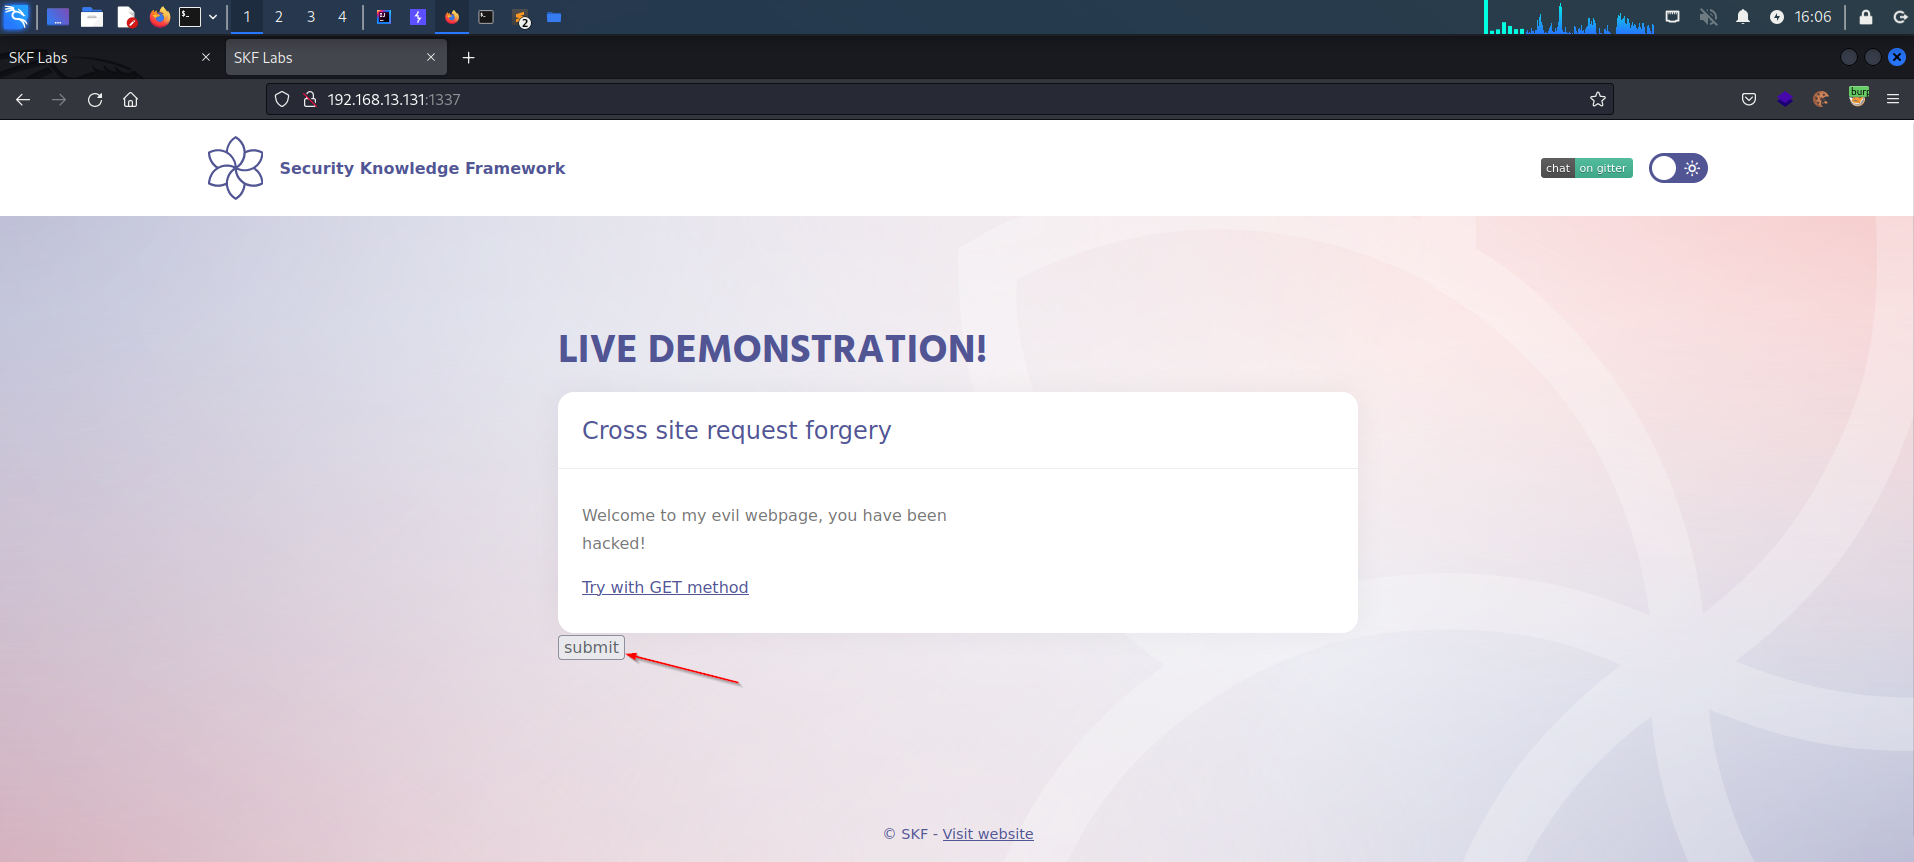 1 2 3 4 2 16:06
SKF Labs SKF Labs
192.168.13.131:1337 burp
Security Knowledge Framework chat on gitter
LIVE DEMONSTRATION!
Cross site request forgery
Welcome to my evil webpage, you have been
hacked!
Try with GET method
submit
© SKF - Visit website